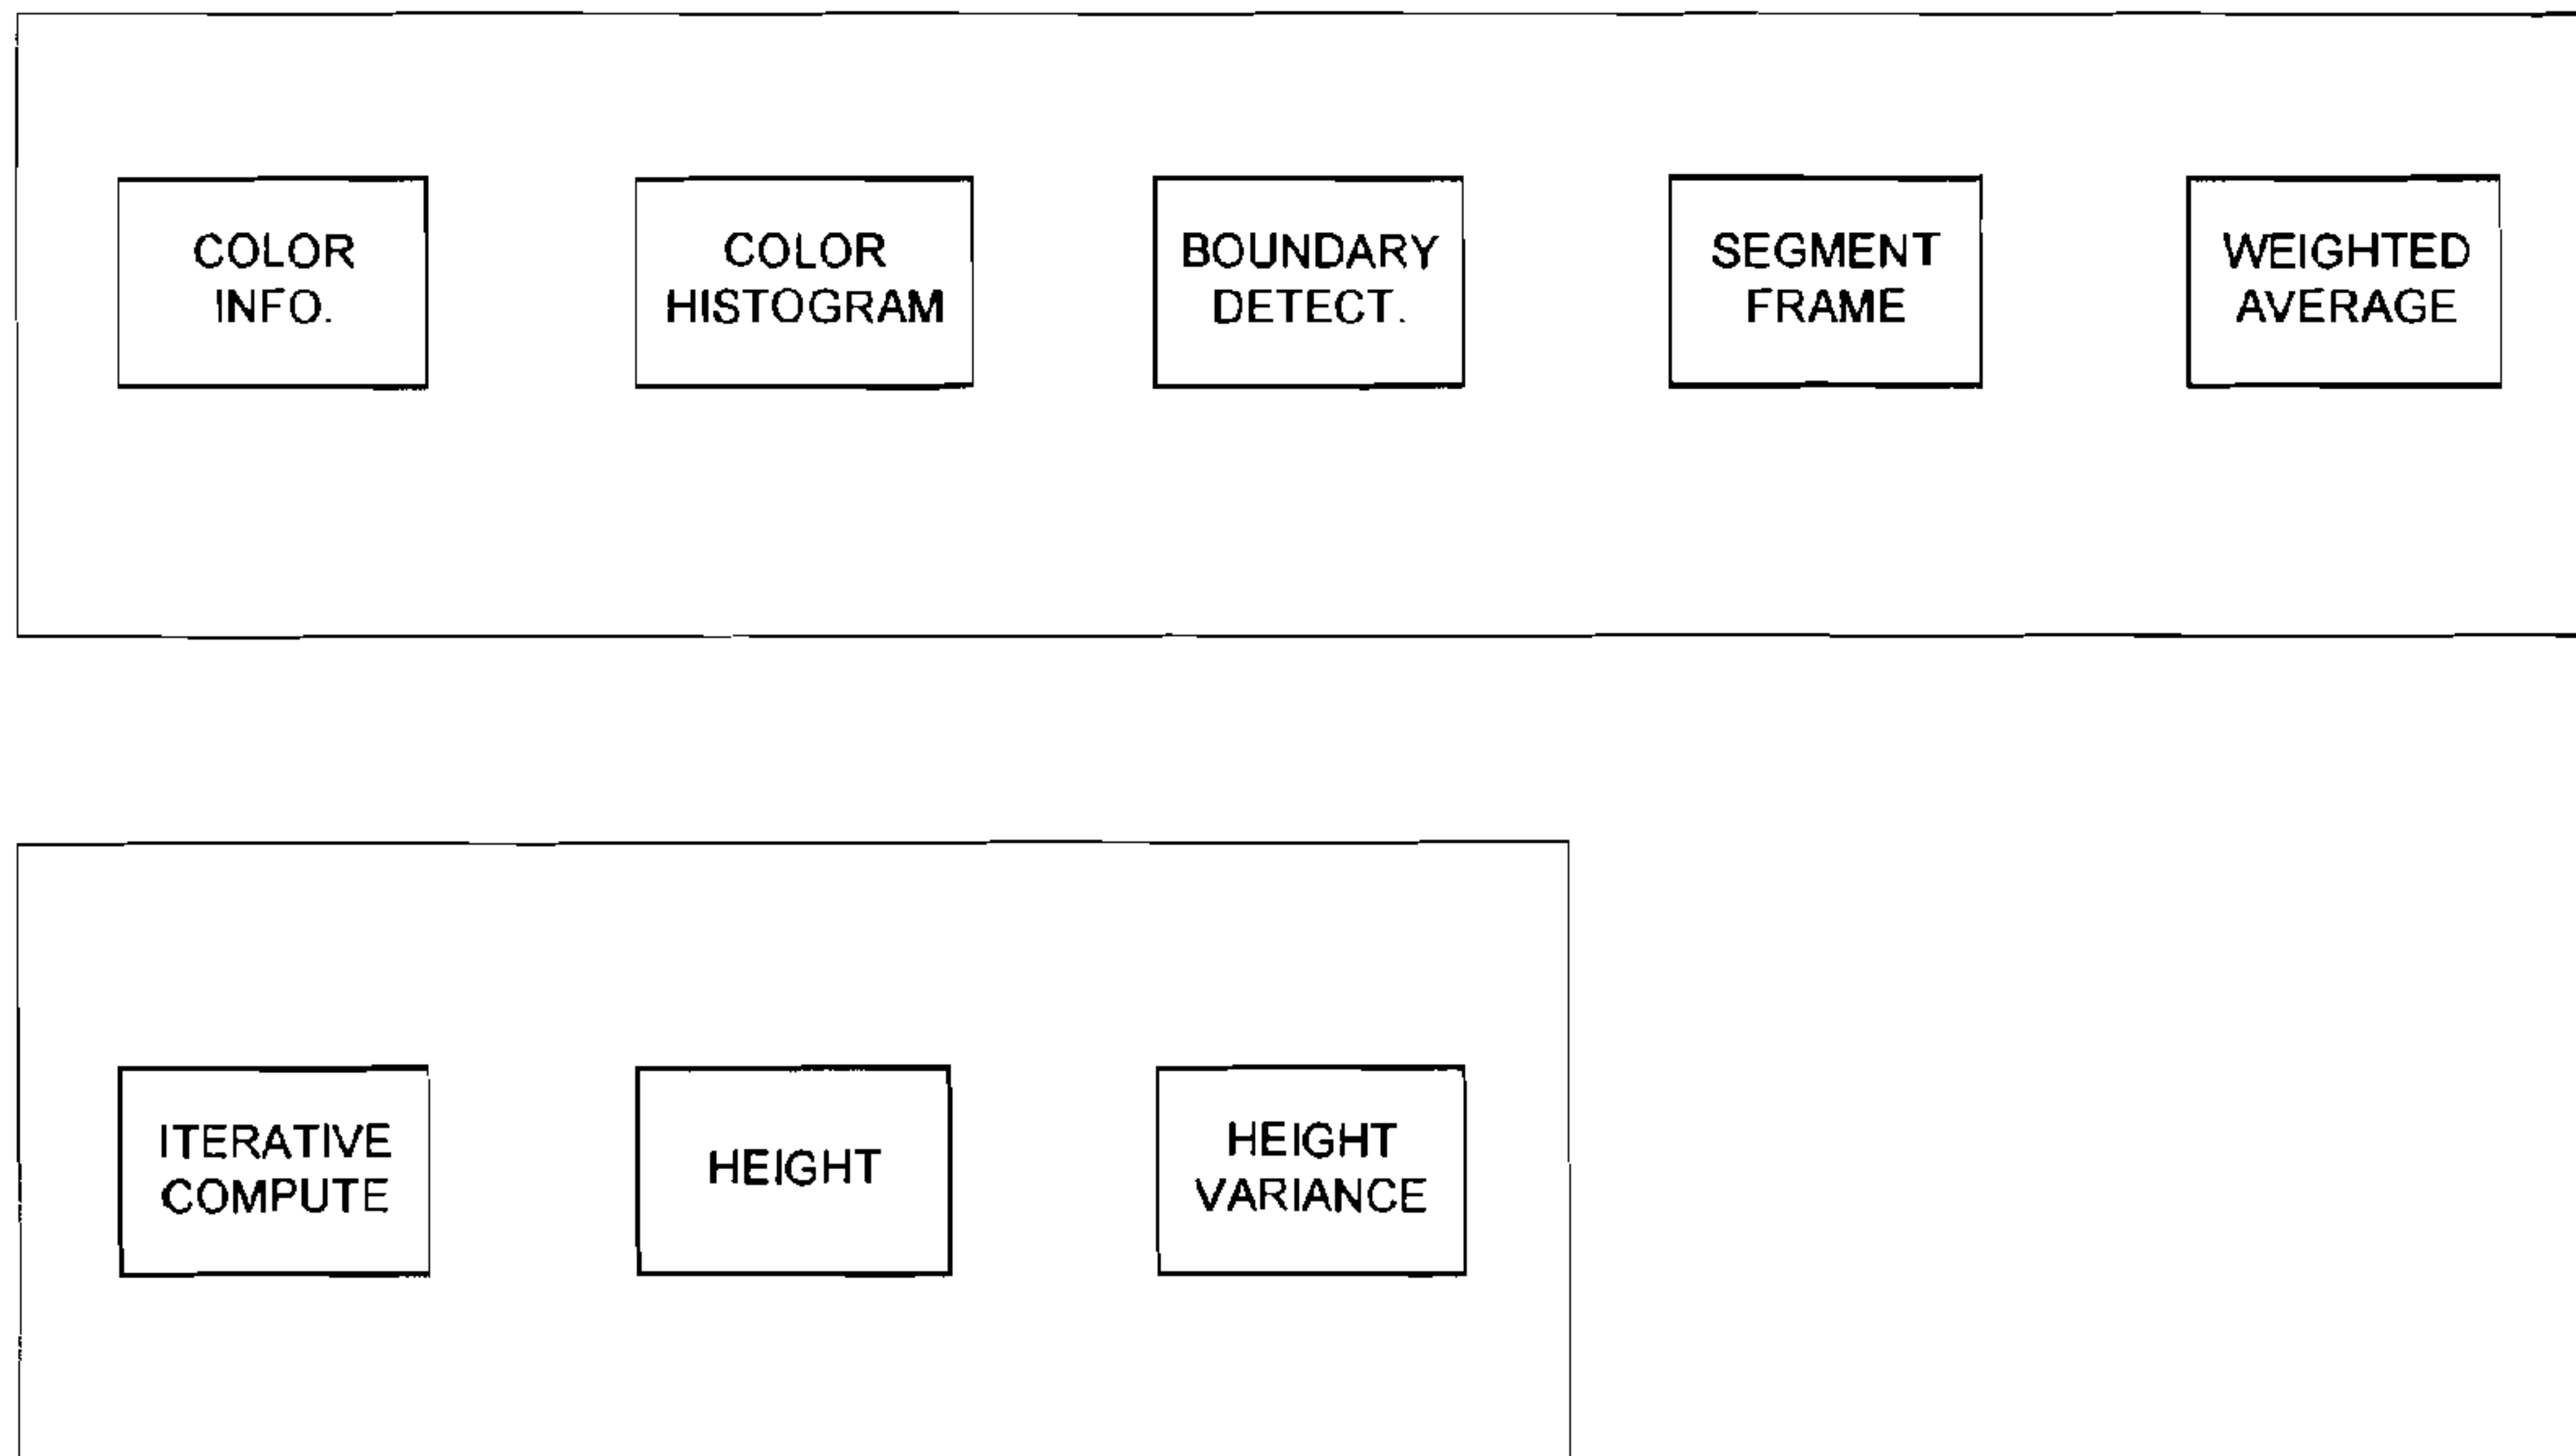 COLOR
INFO.
COLOR
HISTOGRAM
BOUNDARY
DETECT.
SEGMENT
FRAME
WEIGHTED
AVERAGE
ITERATIVE
COMPUTE
HEIGHT
HEIGHT
VARIANCE